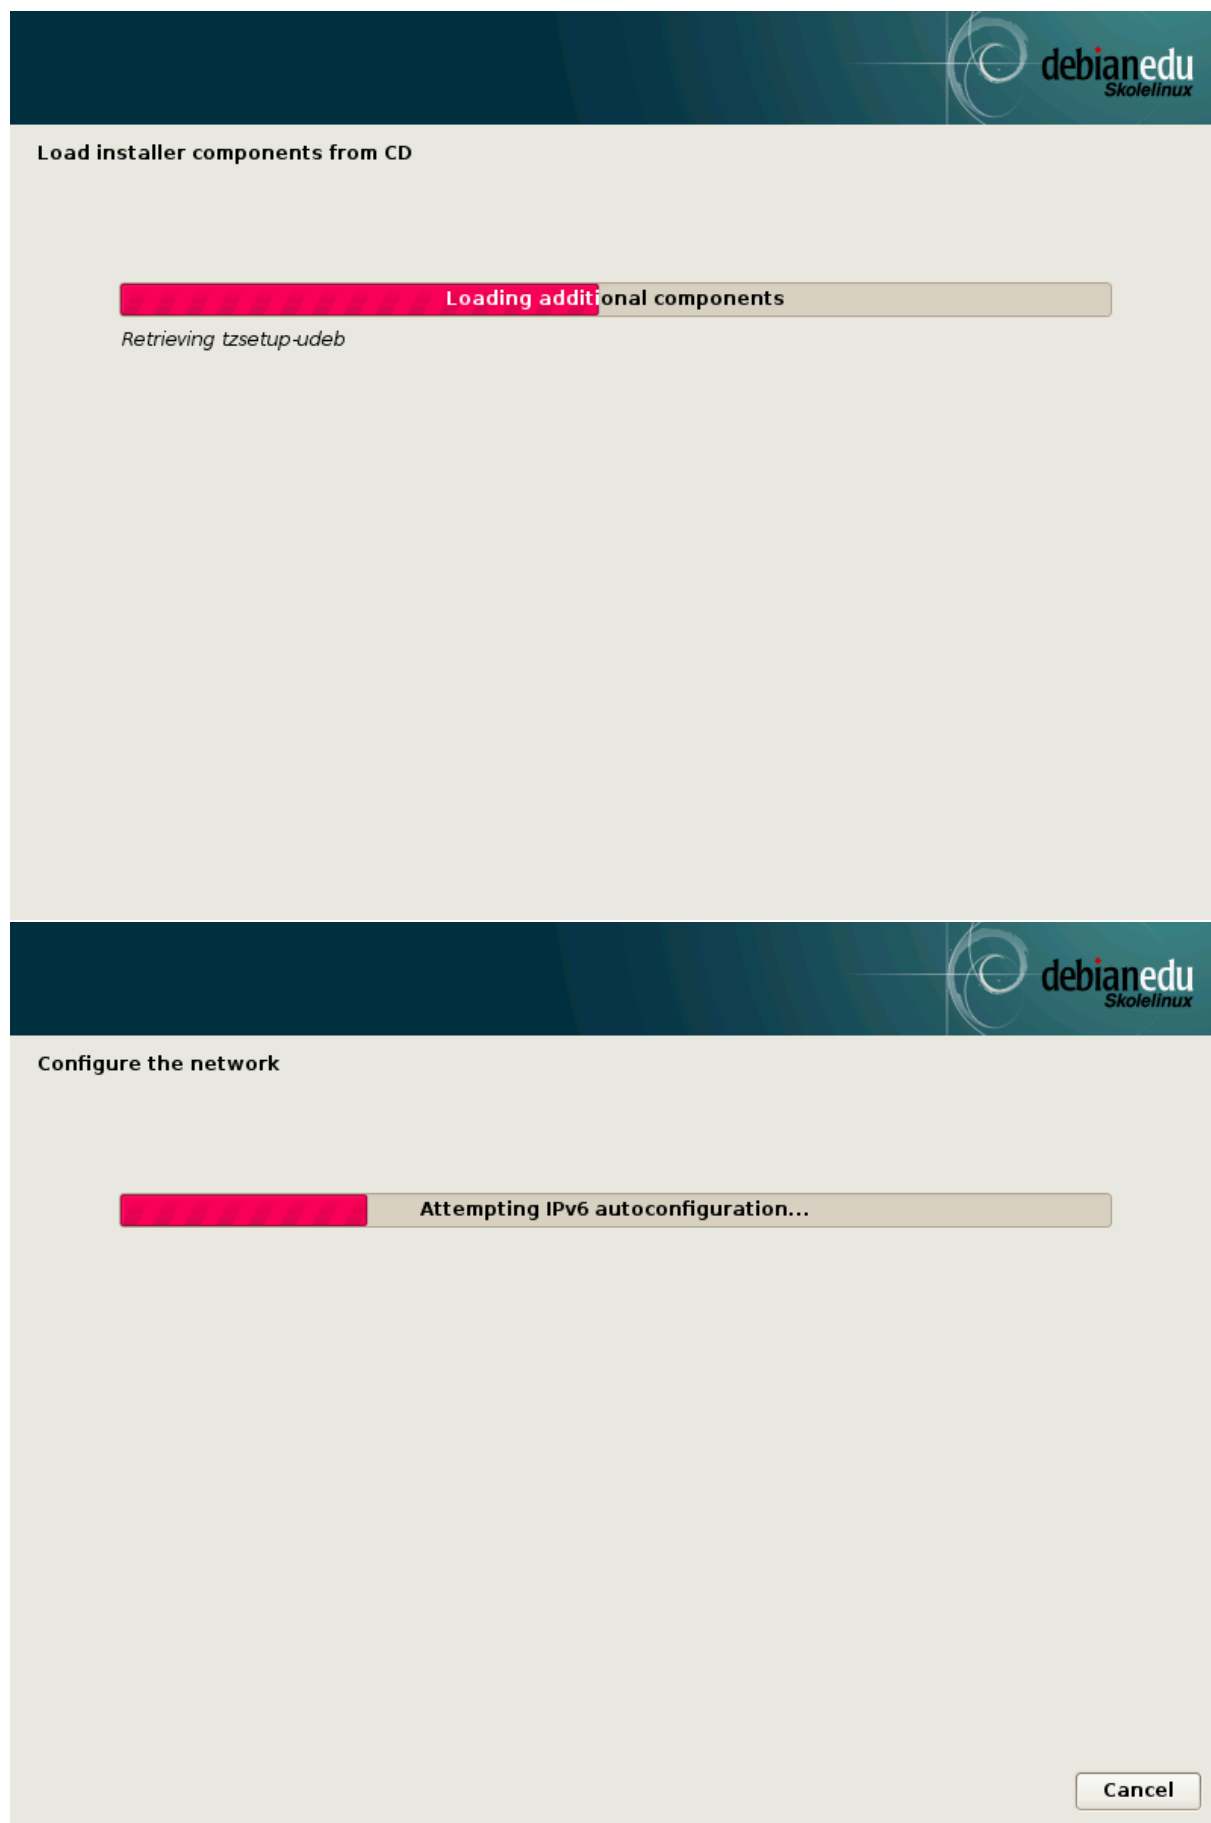 debianedu
Skolelinux
Load installer components from CD
Loading additional components
Retrieving tzsetup-udeb
debianedu
Skolelinux
Configure the network
Attempting IPv6 autoconfiguration...
Cancel